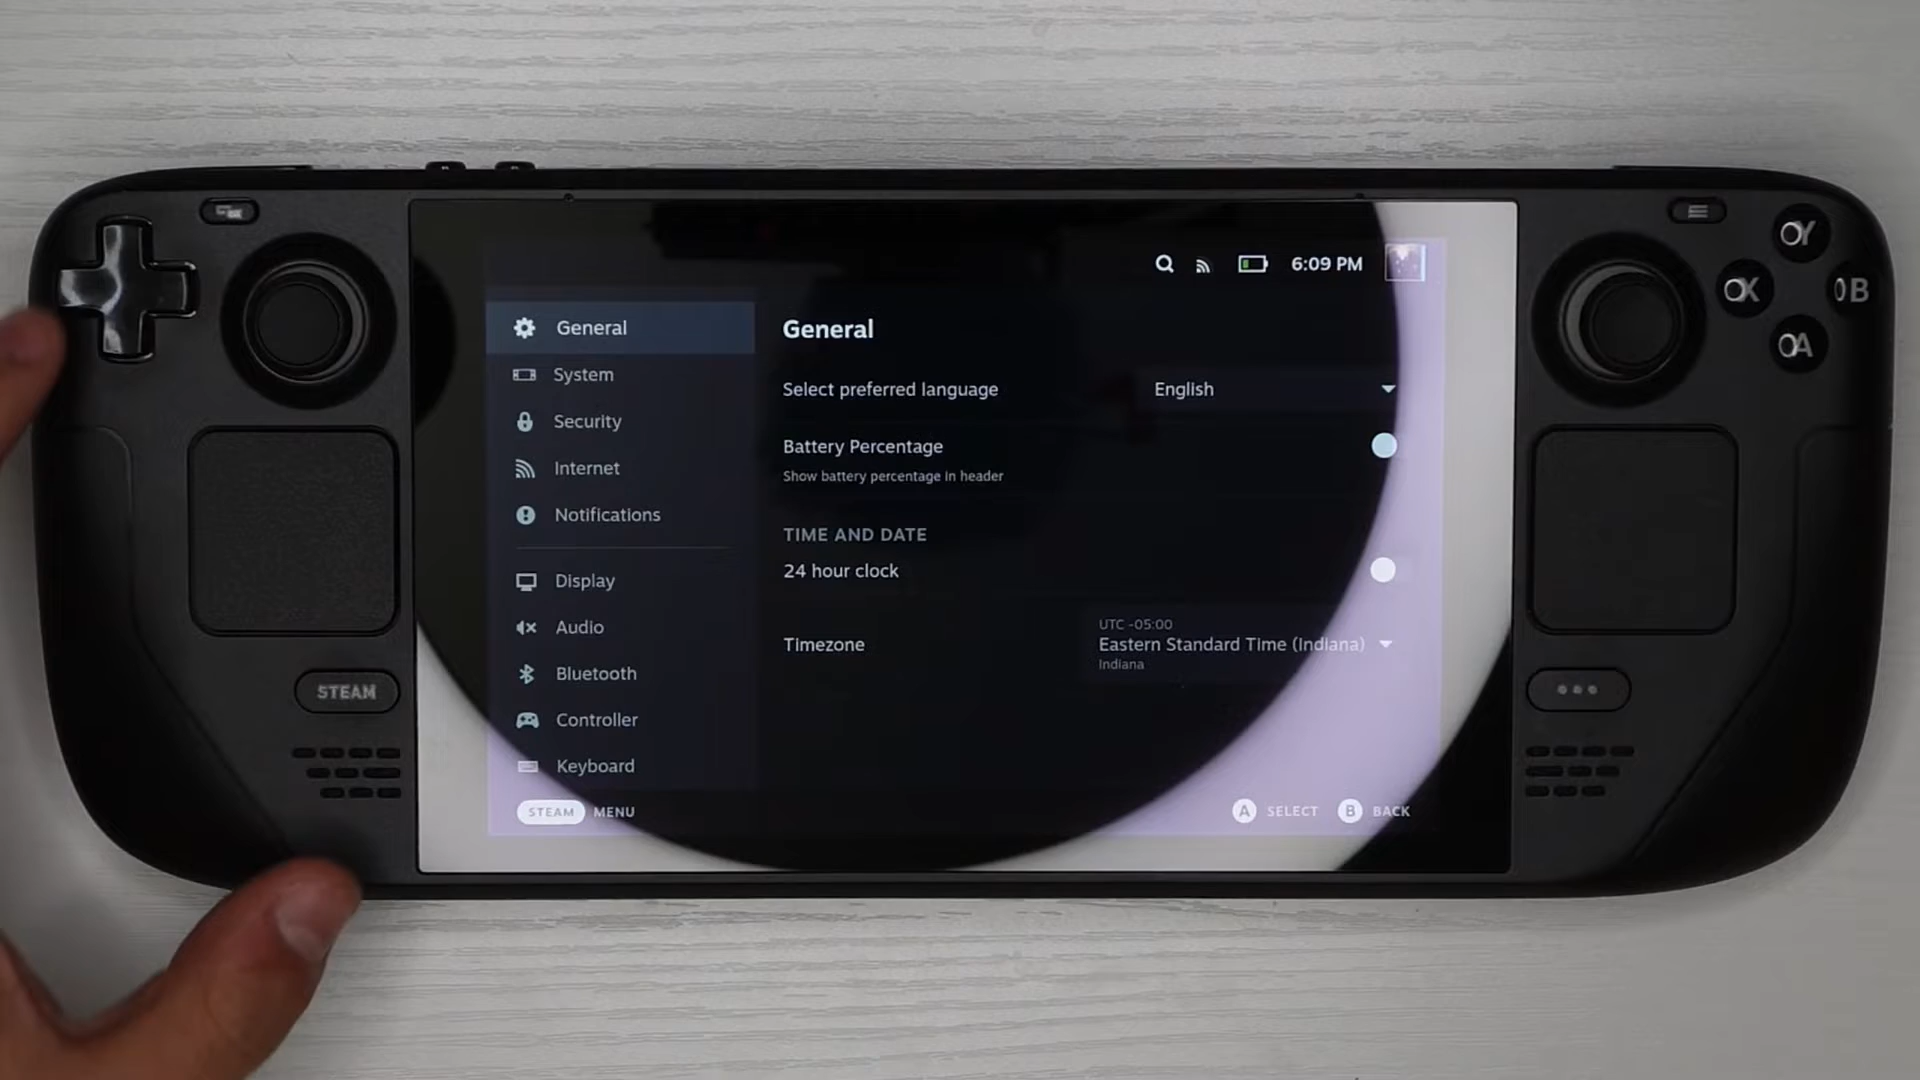 6:09 PM
General
System
Security
Internet
Notifications
Display
Audio
Bluetooth
Controller
Keyboard
General
Select preferred language
English
Battery Percentage
Show battery percentage in header
TIME AND DATE
24 hour clock
Timezone
UTC -05:00
Eastern Standard Time (Indiana)
Indiana
STEAM MENU
A SELECT B BACK
STEAM
Y
X
B
A